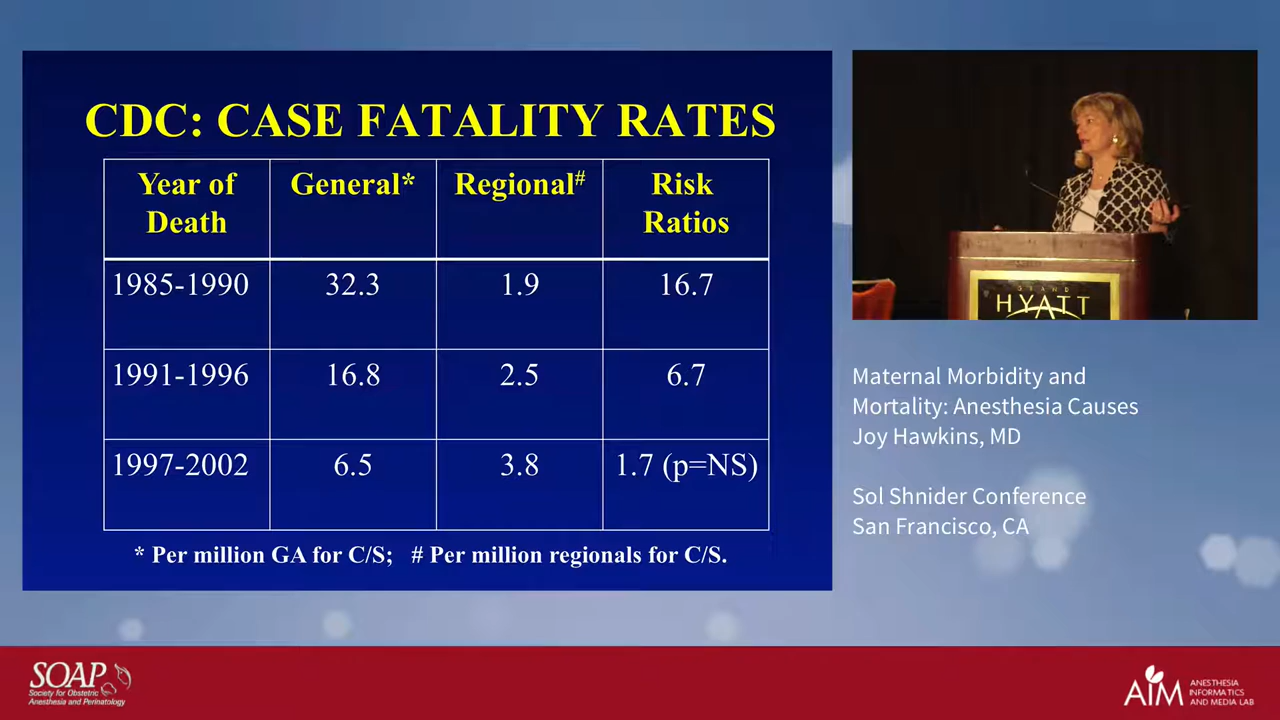 CDC: CASE FATALITY RATES
Year of Death General* Regional# Risk Ratios
1985-1990 32.3 1.9 16.7
1991-1996 16.8 2.5 6.7
1997-2002 6.5 3.8 1.7 (p=NS)
* Per million GA for C/S; # Per million regionals for C/S.
GRAND
HYATT
Maternal Morbidity and
Mortality: Anesthesia Causes
Joy Hawkins, MD
Sol Shnider Conference
San Francisco, CA
SOAP
Society for Obstetric
Anesthesia and Perinatology
AIM
ANESTHESIA
INFORMATICS
AND MEDIA LAB